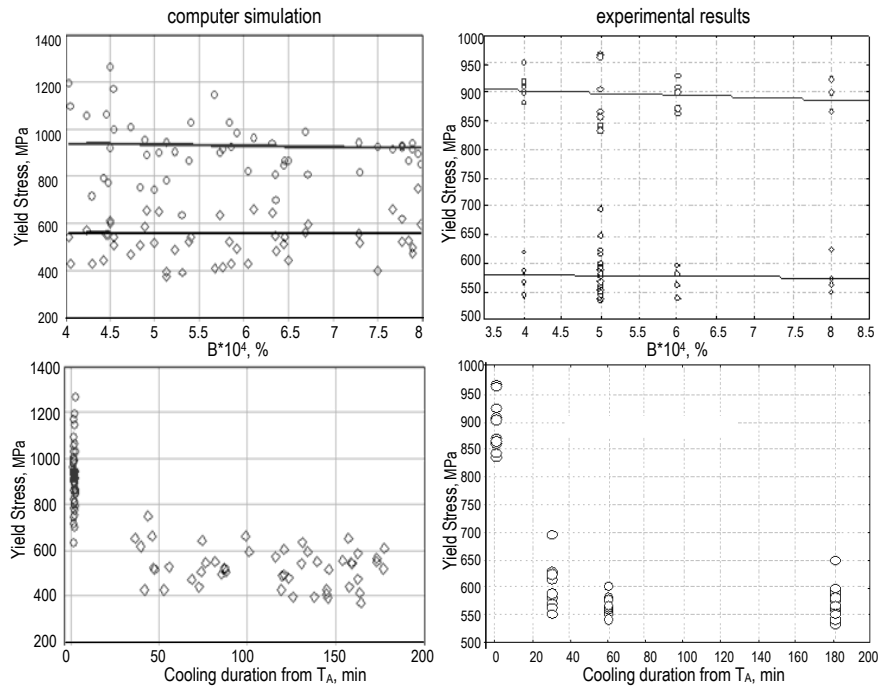 computer simulation
experimental results
1400
1200
1000
800
600
400
200
Yield Stress, MPa
4 4.5 5 5.5 6 6.5 7 7.5 8
B*10⁴, %
1000
950
900
850
800
750
700
650
600
550
500
Yield Stress, MPa
3.5 4 4.5 5 5.5 6 6.5 7 7.5 8 8.5
B*10⁴, %
1400
1200
1000
800
600
400
200
Yield Stress, MPa
0 50 100 150 200
Cooling duration from T_A, min
1000
950
900
850
800
750
700
650
600
550
500
Yield Stress, MPa
0 20 40 60 80 100 120 140 160 180 200
Cooling duration from T_A, min